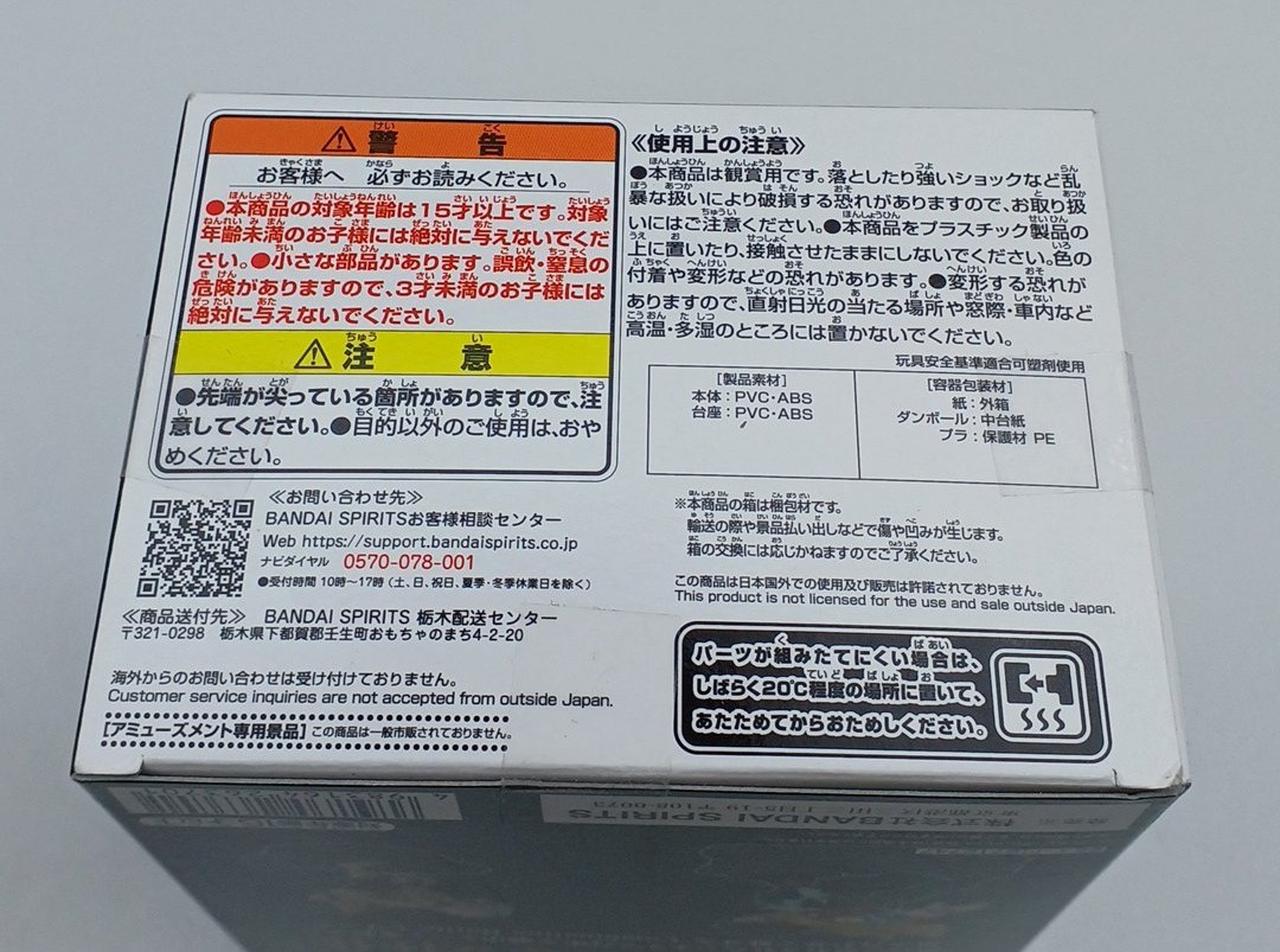 ⚠警告
お客様へ 必ずお読みください。
●本商品の対象年齢は15才以上です。対象
年齢未満のお子様には絶対に与えないでくだ
さい。●小さな部品があります。誤飲・窒息の
危険がありますので、3才未満のお子様には
絶対に与えないでください。
⚠注意
●先端が尖っている箇所がありますので、注
意してください。●目的以外のご使用は、おや
めください。
《使用上の注意》
●本商品は観賞用です。落としたり強いショックなど乱
暴な扱いにより破損する恐れがありますので、お取り扱
いにはご注意ください。●本商品をプラスチック製品の
上に置いたり、接触させたままにしないでください。色の
付着や変形などの恐れがあります。●変形する恐れが
ありますので、直射日光の当たる場所や窓際・車内など
高温・多湿のところには置かないでください。
玩具安全基準適合可塑剤使用
[製品素材]
本体:PVC・ABS
台座:PVC・ABS
[容器包装材]
紙:外箱
ダンボール:中台紙
プラ:保護材 PE
《お問い合わせ先》
BANDAI SPIRITSお客様相談センター
Web https://support.bandaispirits.co.jp
ナビダイヤル 0570-078-001
●受付時間 10時〜17時(土、日、祝日、夏季・冬季休業日を除く)
《商品送付先》 BANDAI SPIRITS 栃木配送センター
〒321-0298 栃木県下都賀郡壬生町おもちゃのまち4-2-20
海外からのお問い合わせは受け付けておりません。
Customer service inquiries are not accepted from outside Japan.
[アミューズメント専用景品] この商品は一般市販されておりません。
※本商品の箱は梱包材です。
輸送の際や景品払い出しなどで傷や凹みが生じます。
箱の交換には応じかねますのでご了承ください。
この商品は日本国外での使用及び販売は許諾されておりません。
This product is not licensed for the use and sale outside Japan.
パーツが組みたてにくい場合は、
しばらく20℃程度の場所に置いて、
あたためてからおためしください。
株式会社BANDAI SPIRITS